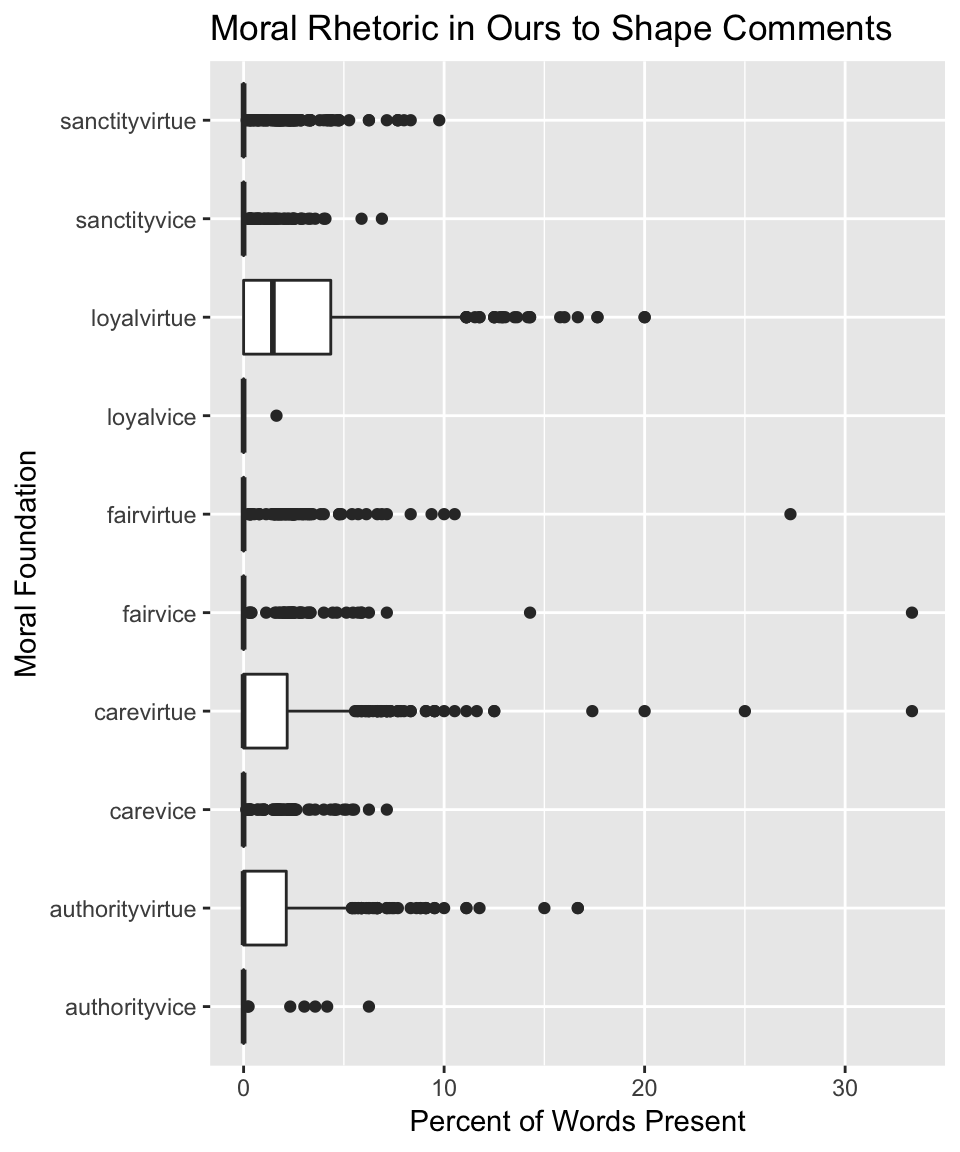 Moral Rhetoric in Ours to Shape Comments
Moral Foundation
sanctityvirtue
sanctityvice
loyalvirtue
loyalvice
fairvirtue
fairvice
carevirtue
carevice
authorityvirtue
authorityvice
0 10 20 30
Percent of Words Present